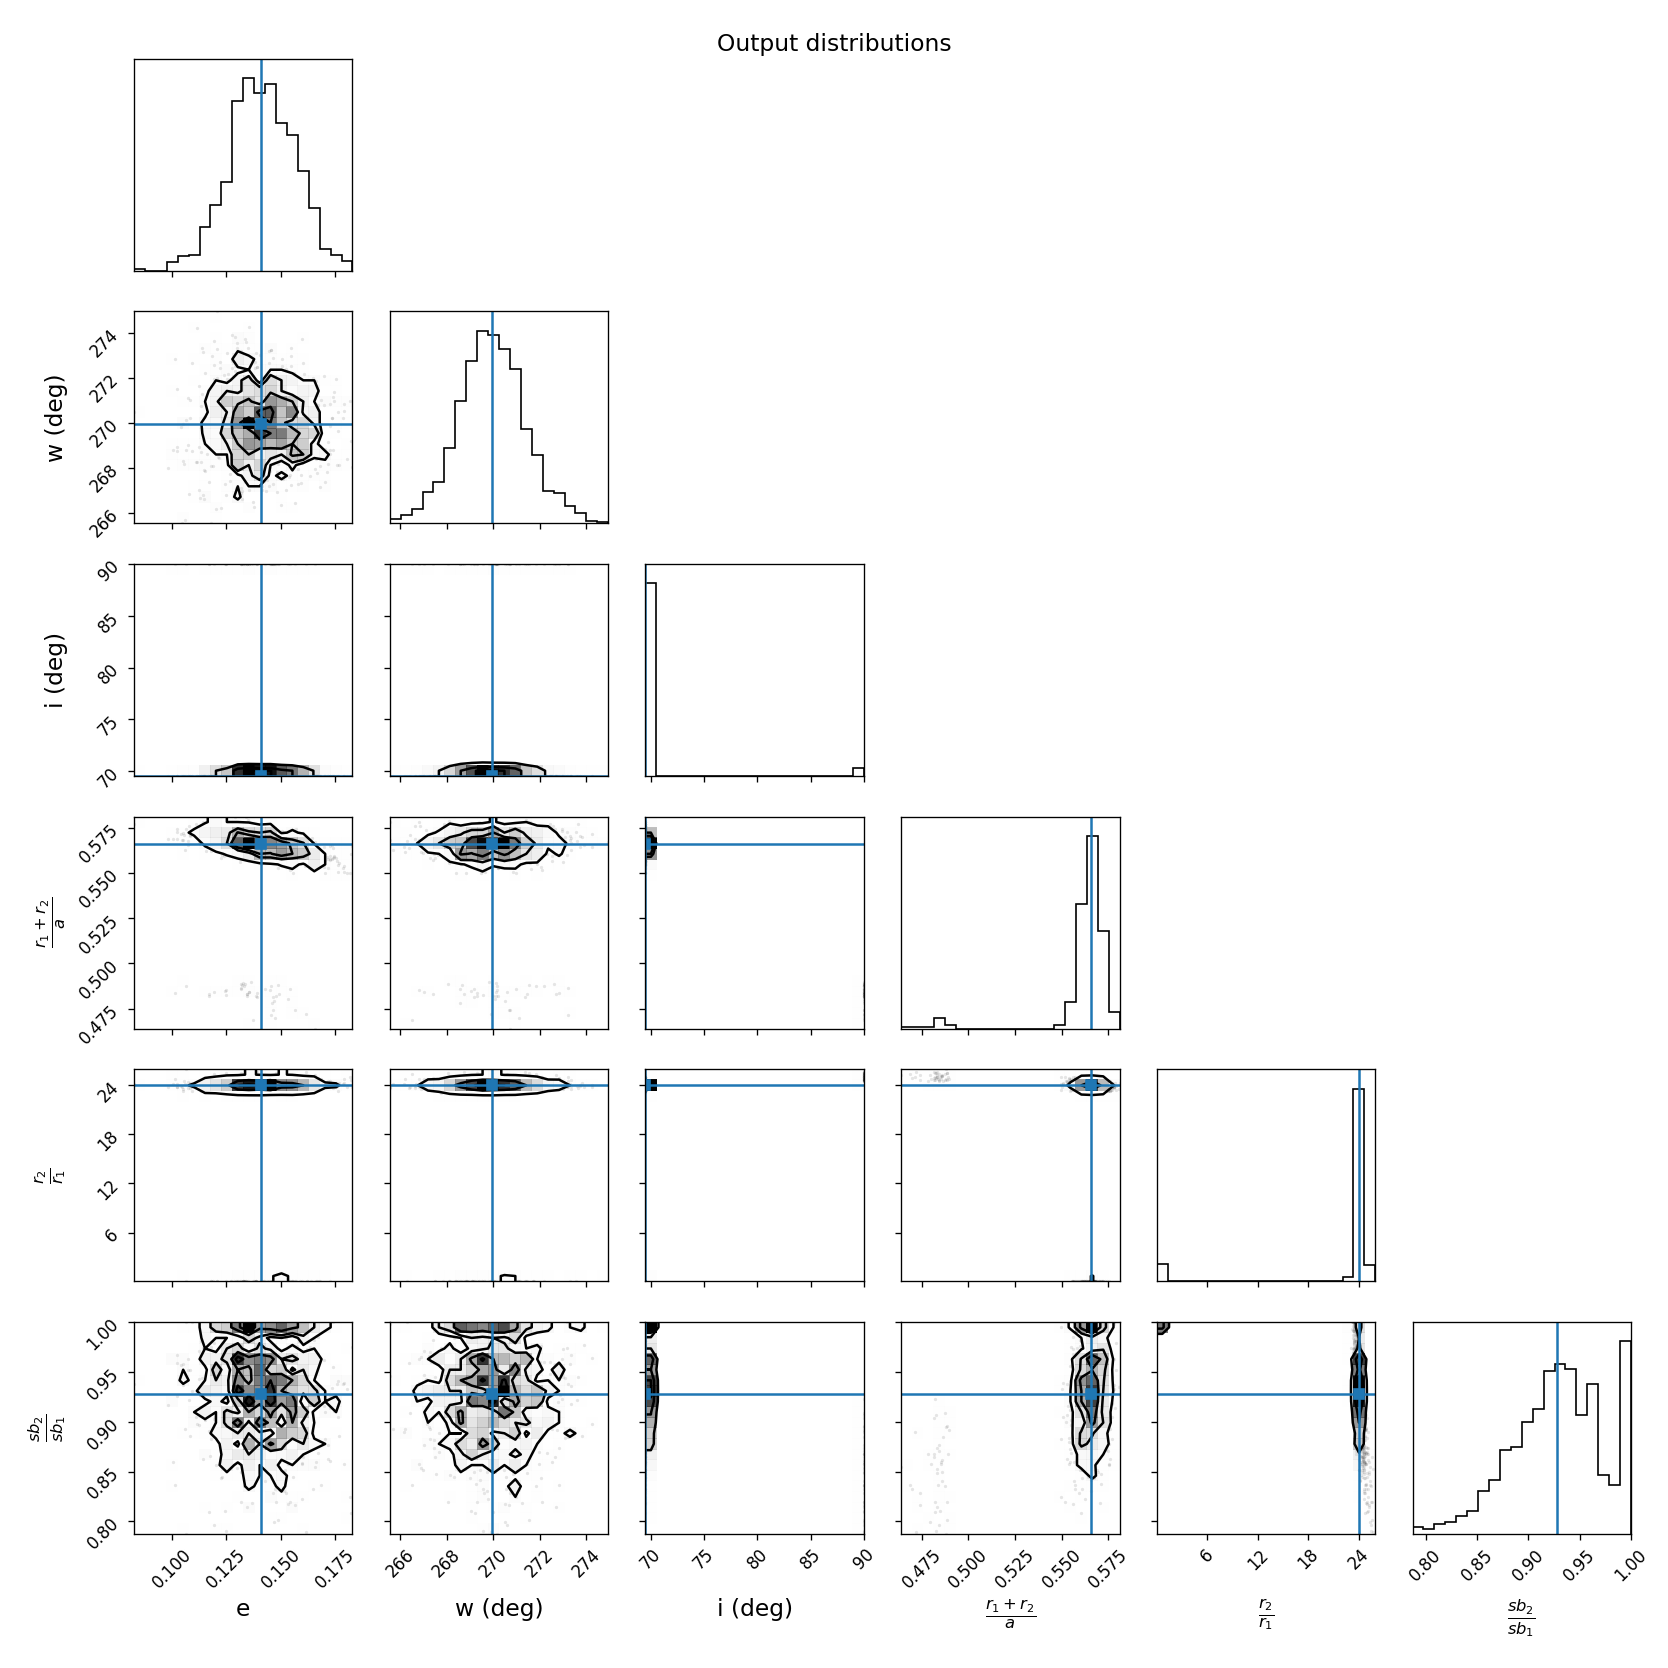 Output distributions
274
272
270
268
266
w (deg)
90
85
80
75
70
i (deg)
0.575
0.550
0.525
0.500
0.475
r₁ + r₂
a
24
18
12
6
r₂
r₁
1.00
0.95
0.90
0.85
0.80
sb₂
sb₁
0.100 0.125 0.150 0.175
e
266 268 270 272 274
w (deg)
70 75 80 85 90
i (deg)
0.475 0.500 0.525 0.550 0.575
r₁ + r₂
a
6 12 18 24
r₂
r₁
0.80 0.85 0.90 0.95 1.00
sb₂
sb₁